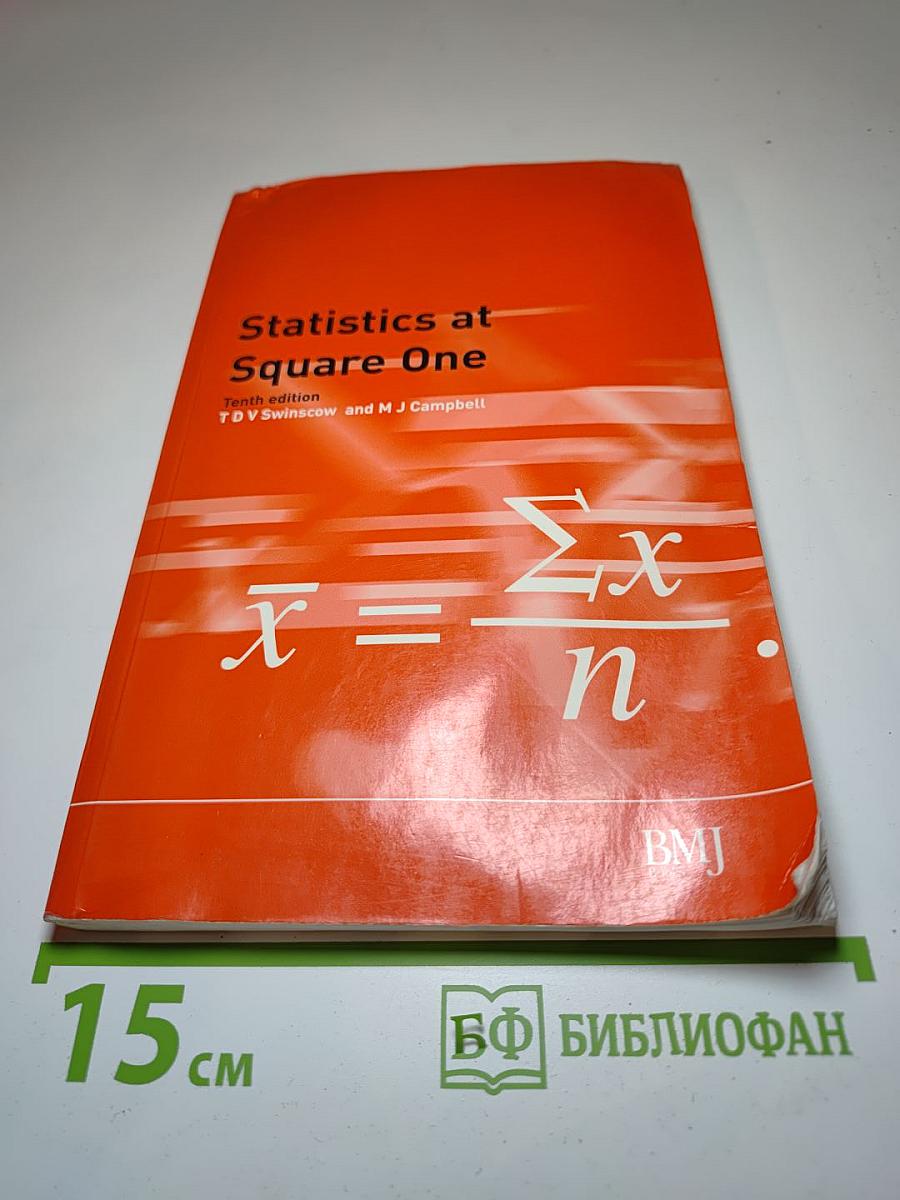 Statistics at
Square One
Tenth edition
T D V Swinscow and M J Campbell
x̄ = Σx / n .
BMJ
15 см
БФ БИБЛИОФАН